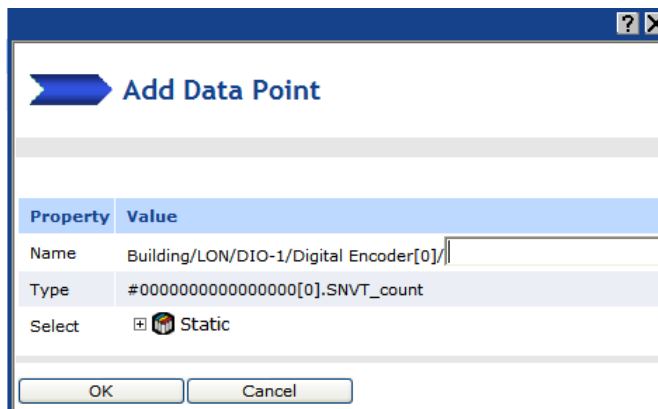 ? X
Add Data Point
Property Value
Name Building/LON/DIO-1/Digital Encoder[0]/
Type #0000000000000000[0].SNVT_count
Select Static
OK Cancel